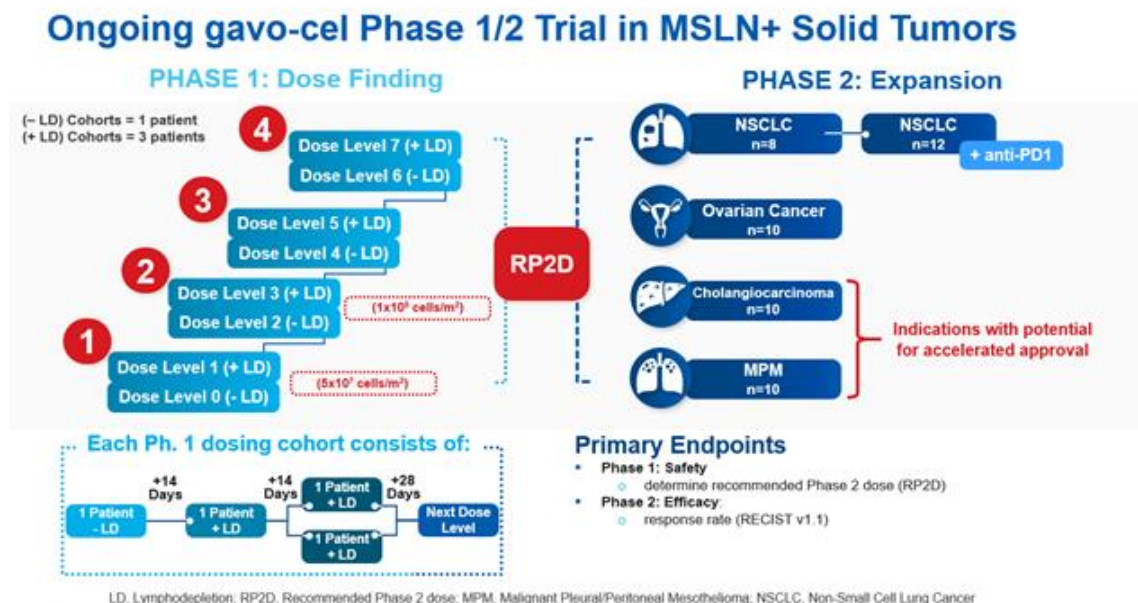 Ongoing gavo-cel Phase 1/2 Trial in MSLN+ Solid Tumors
PHASE 1: Dose Finding
(– LD) Cohorts = 1 patient
(+ LD) Cohorts = 3 patients
4
Dose Level 7 (+ LD)
Dose Level 6 (- LD)
3
Dose Level 5 (+ LD)
Dose Level 4 (- LD)
2
Dose Level 3 (+ LD)
Dose Level 2 (- LD)
(1x10⁸ cells/m²)
1
Dose Level 1 (+ LD)
Dose Level 0 (- LD)
(5x10⁷ cells/m²)
RP2D
PHASE 2: Expansion
NSCLC
n=8
NSCLC
n=12
+ anti-PD1
Ovarian Cancer
n=10
Cholangiocarcinoma
n=10
MPM
n=10
Indications with potential
for accelerated approval
Each Ph. 1 dosing cohort consists of:
1 Patient
- LD
+14
Days
1 Patient
+ LD
+14
Days
1 Patient
+ LD
1 Patient
+ LD
+28
Days
Next Dose
Level
Primary Endpoints
Phase 1: Safety
determine recommended Phase 2 dose (RP2D)
Phase 2: Efficacy:
response rate (RECIST v1.1)
LD, Lymphodepletion; RP2D, Recommended Phase 2 dose; MPM, Malignant Pleural/Peritoneal Mesothelioma; NSCLC, Non-Small Cell Lung Cancer